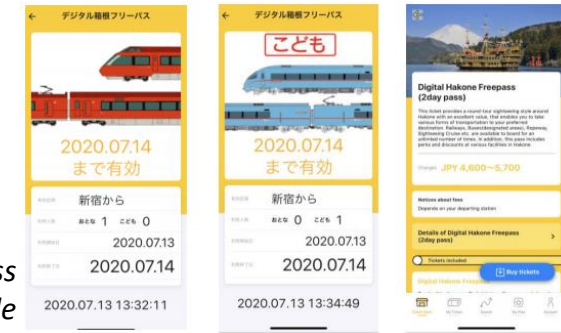 ss
de
← デジタル箱根フリーパス
2020.07.14
まで有効
新宿から
おとな 1 こども 0
2020.07.13
2020.07.14
2020.07.13 13:32:11
← デジタル箱根フリーパス
こども
2020.07.14
まで有効
新宿から
おとな 0 こども 1
2020.07.13
2020.07.14
2020.07.13 13:34:49
Digital Hakone Freepass
(2day pass)
This ticket provides a round-tour sightseeing style around
Hakone with an excellent value, that enables you to take
various forms of transportation to your preferred
destination. Railways, Buses(designated areas), Ropeway,
Sightseeing Cruise etc. are available to board for an
unlimited number of times. In addition, this pass includes
perks and discounts at various facilities in Hakone.
JPY 4,600～5,700
Notices about fees
Depends on your departing station
Details of Digital Hakone Freepass
(2day pass)
Tickets included
Digital Hakone Freepass
Buy tickets